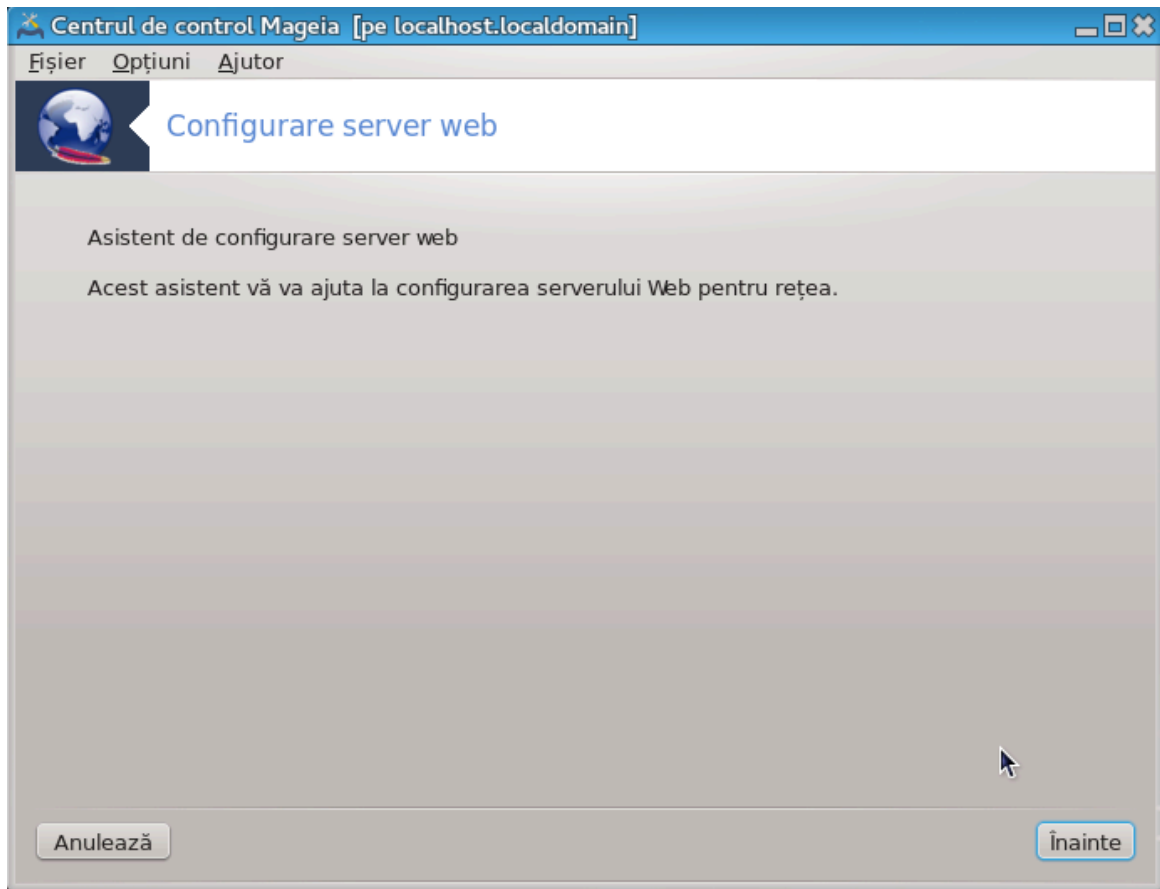 Centrul de control Mageia [pe localhost.localdomain]
Fișier Opțiuni Ajutor
Configurare server web
Asistent de configurare server web
Acest asistent vă va ajuta la configurarea serverului Web pentru rețea.
Anulează Înainte